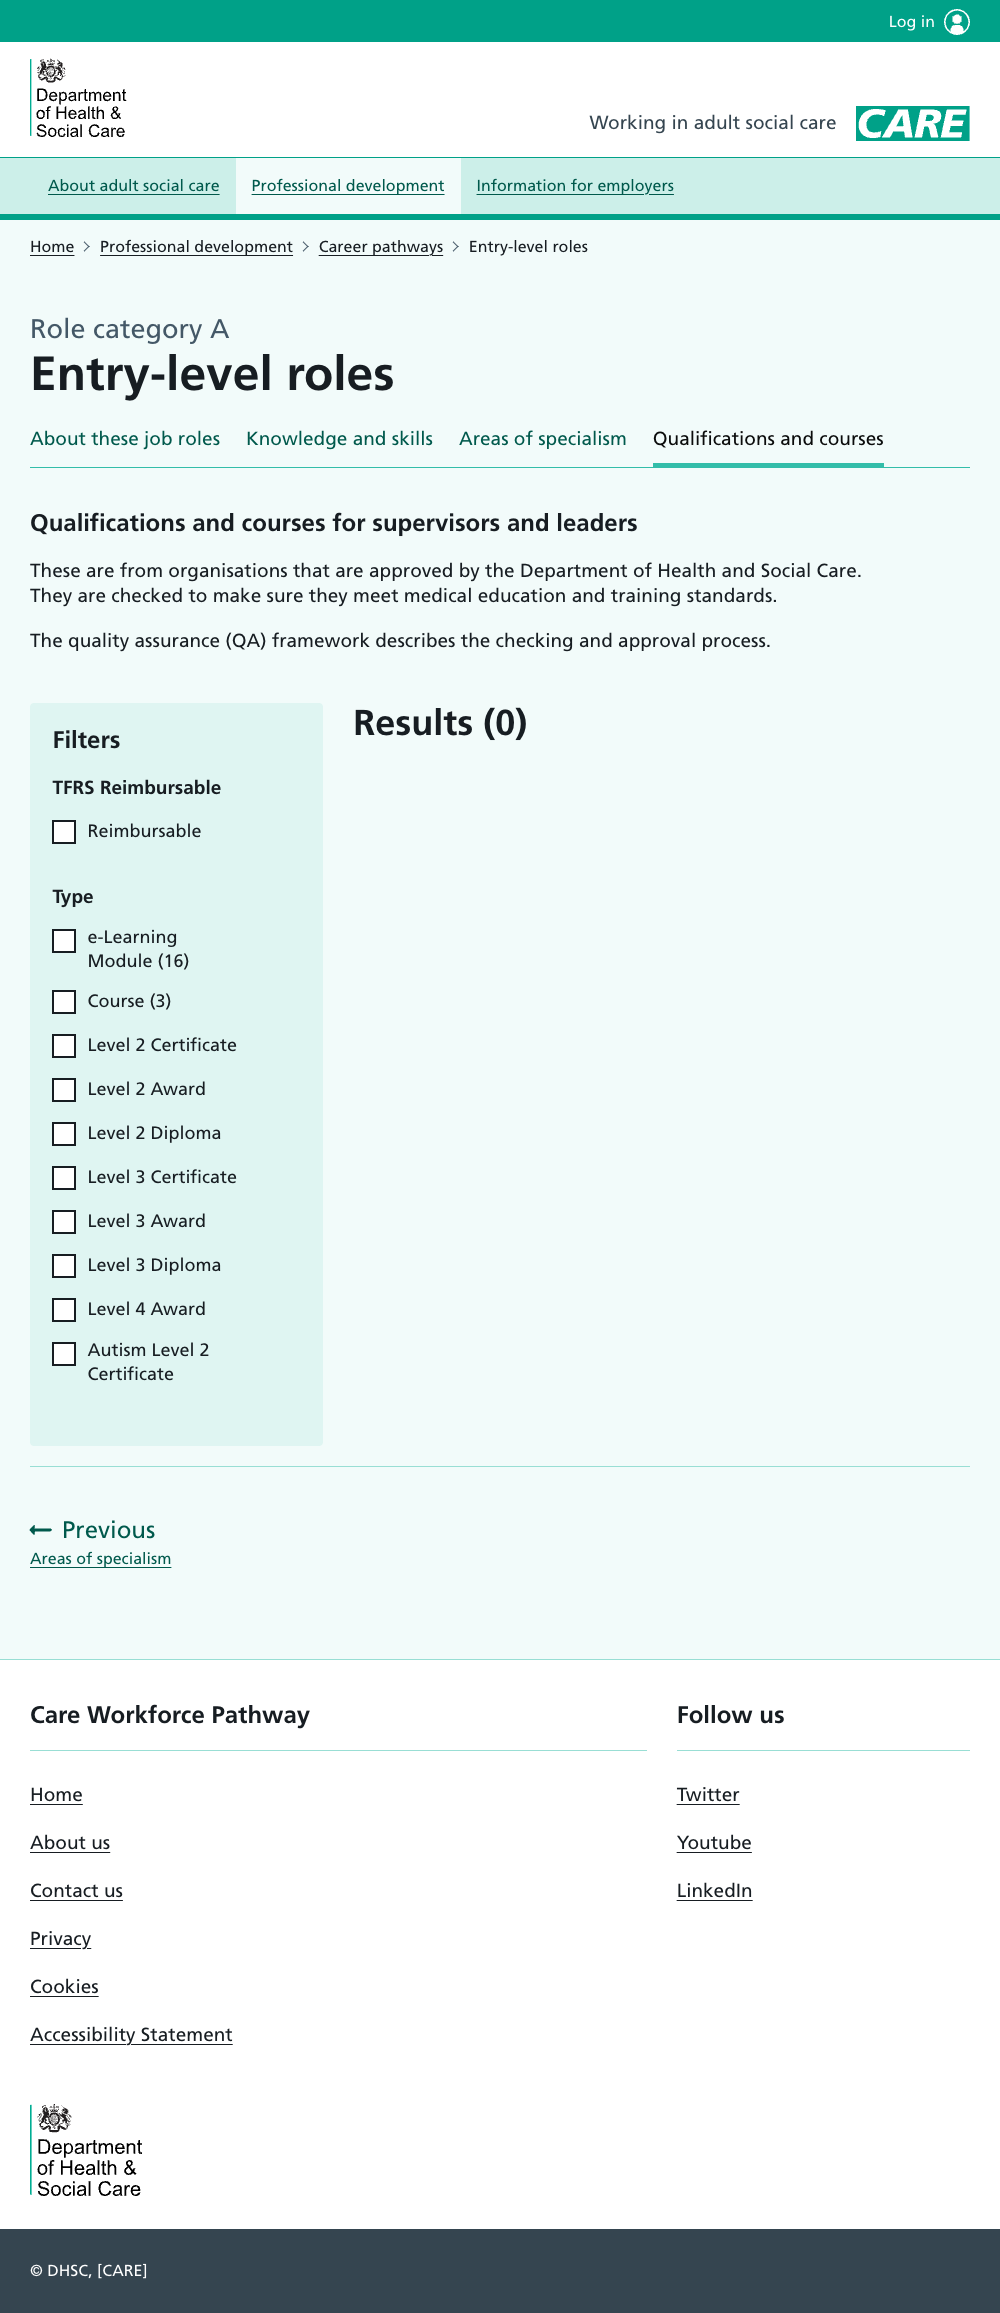 Log in
Department
of Health &
Social Care
Working in adult social care
CARE
About adult social care
Professional development
Information for employers
Home
Professional development
Career pathways
Entry-level roles
Role category A
Entry-level roles
About these job roles
Knowledge and skills
Areas of specialism
Qualifications and courses
Qualifications and courses for supervisors and leaders
These are from organisations that are approved by the Department of Health and Social Care.
They are checked to make sure they meet medical education and training standards.
The quality assurance (QA) framework describes the checking and approval process.
Filters
TFRS Reimbursable
Reimbursable
Type
e-Learning
Module (16)
Course (3)
Level 2 Certificate
Level 2 Award
Level 2 Diploma
Level 3 Certificate
Level 3 Award
Level 3 Diploma
Level 4 Award
Autism Level 2
Certificate
Results (0)
Previous
Areas of specialism
Care Workforce Pathway
Home
About us
Contact us
Privacy
Cookies
Accessibility Statement
Follow us
Twitter
Youtube
LinkedIn
Department
of Health &
Social Care
© DHSC, [CARE]